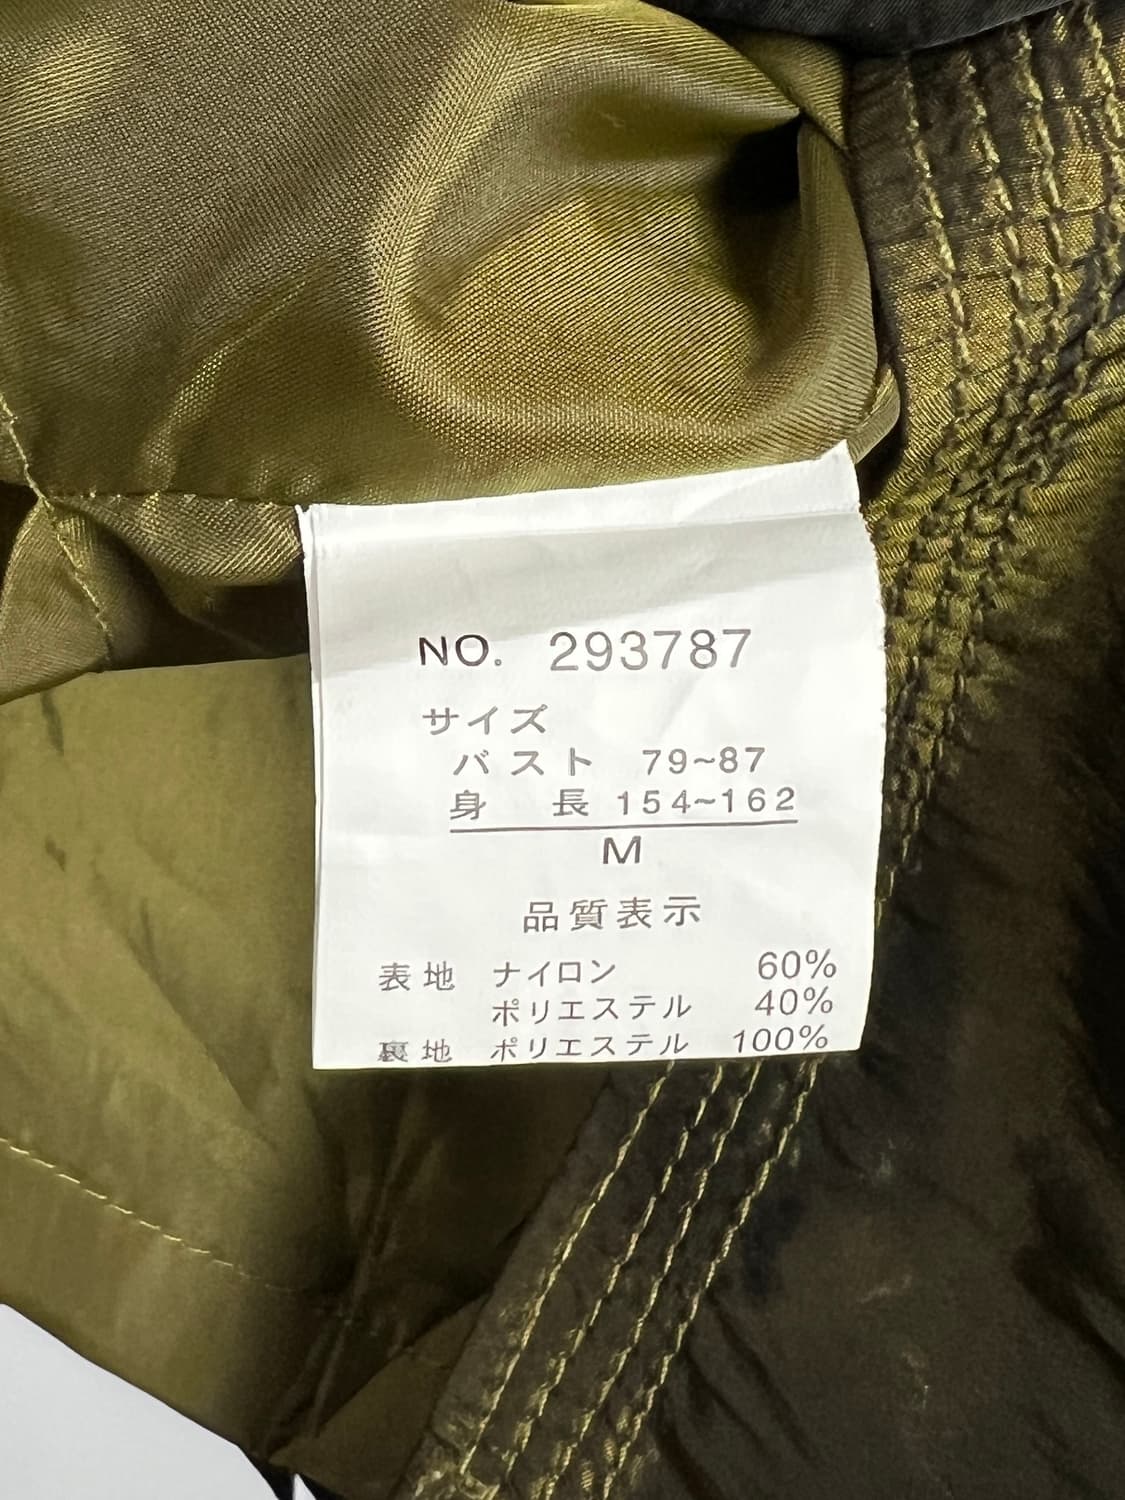 NO. 293787
サイズ
バスト 79~87
身長 154~162
M
品質表示
表地 ナイロン 60%
ポリエステル 40%
裏地 ポリエステル 100%